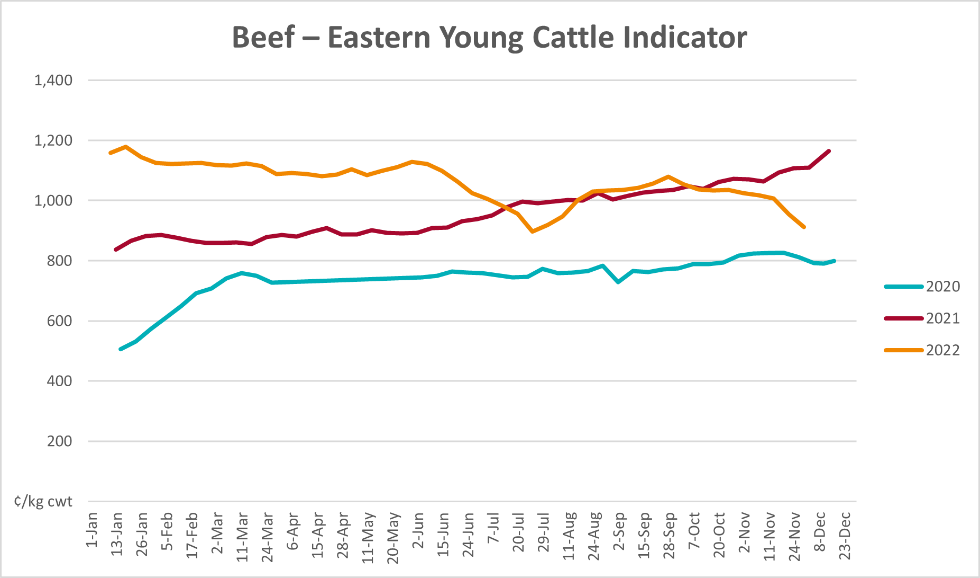 Beef – Eastern Young Cattle Indicator
1,400
1,200
1,000
800
600
400
200
¢/kg cwt
1-Jan
13-Jan
26-Jan
5-Feb
17-Feb
2-Mar
11-Mar
24-Mar
6-Apr
15-Apr
28-Apr
11-May
20-May
2-Jun
15-Jun
24-Jun
7-Jul
20-Jul
29-Jul
11-Aug
24-Aug
2-Sep
15-Sep
28-Sep
7-Oct
20-Oct
2-Nov
11-Nov
24-Nov
8-Dec
23-Dec
2020
2021
2022